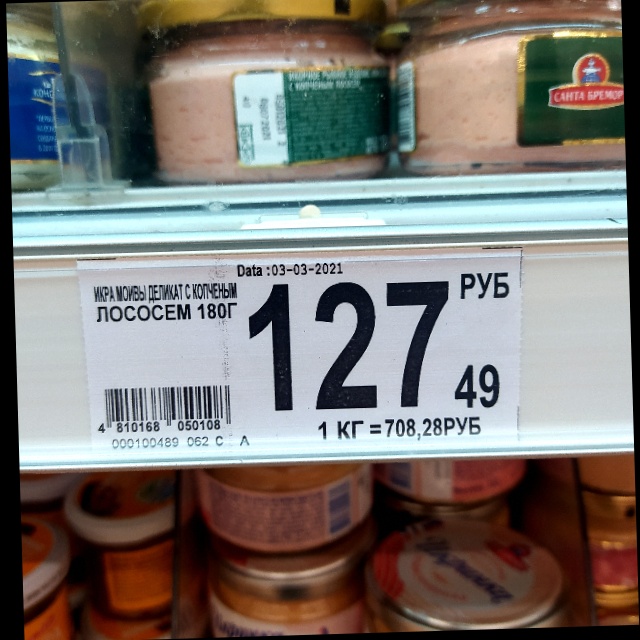 САНТА БРЕМОР
Data :03-03-2021
ИКРА МОЙВЫ ДЕЛИКАТ С КОПЧЕНЫМ
ЛОСОСЕМ 180Г
127 49 РУБ
1 КГ =708,28РУБ
4 810168 050108
000100489 062 С А